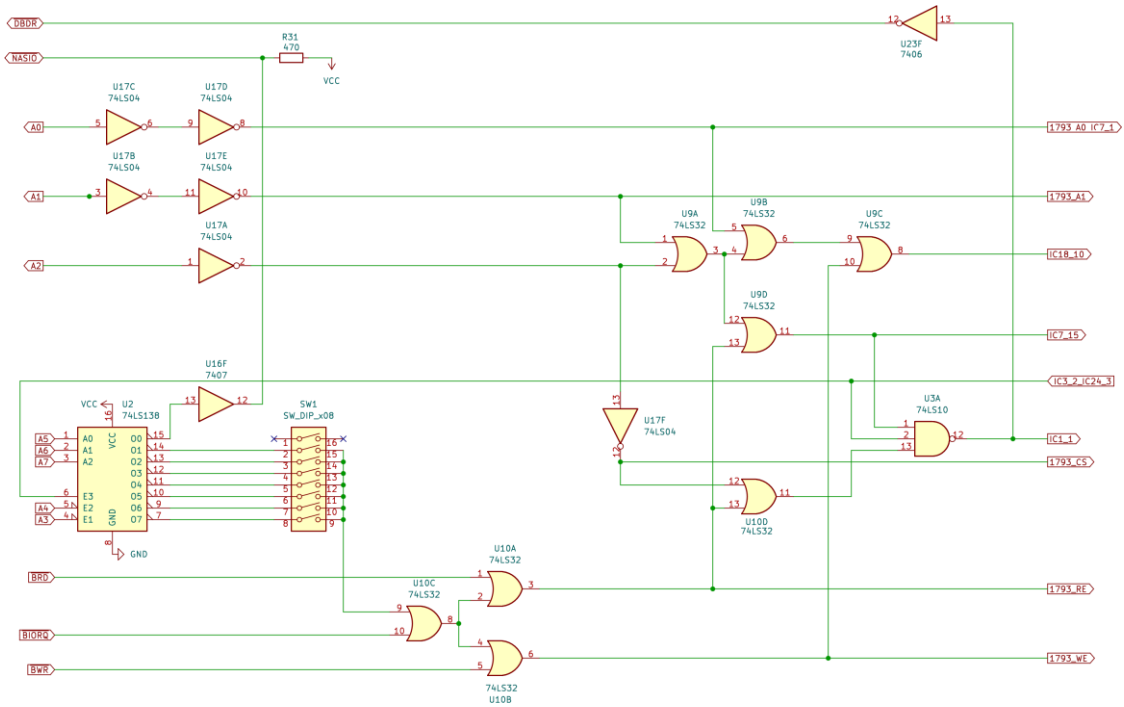 DBDR
12
13
U23F
7406
NASIO
R31
470
VCC
U17C
74LS04
U17D
74LS04
A0
5
6
9
8
1793_A0_IC7_1
U17B
74LS04
U17E
74LS04
A1
3
4
11
10
1793_A1
U17A
74LS04
A2
1
2
U9A
74LS32
1
2
3
U9B
74LS32
5
4
6
U9C
74LS32
9
10
8
IC18_10
U9D
74LS32
12
13
11
IC7_15
U16F
7407
13
12
IC3_2_IC24_3
U3A
74LS10
1
2
13
12
IC1_1
13
U17F
74LS04
12
1793_CS
VCC
16
U2
74LS138
A5
1
A0
VCC
O0
15
A6
2
A1
O1
14
A7
3
A2
O2
13
O3
12
O4
11
6
E3
O5
10
A4
5
E2
O6
9
A3
4
E1
GND
O7
7
8
GND
SW1
SW_DIP_x08
1
16
2
15
3
14
4
13
5
12
6
11
7
10
8
9
12
13
11
U10D
74LS32
BRD
U10A
74LS32
1
2
3
1793_RE
U10C
74LS32
9
10
8
BIORQ
4
5
6
1793_WE
BWR
74LS32
U10B